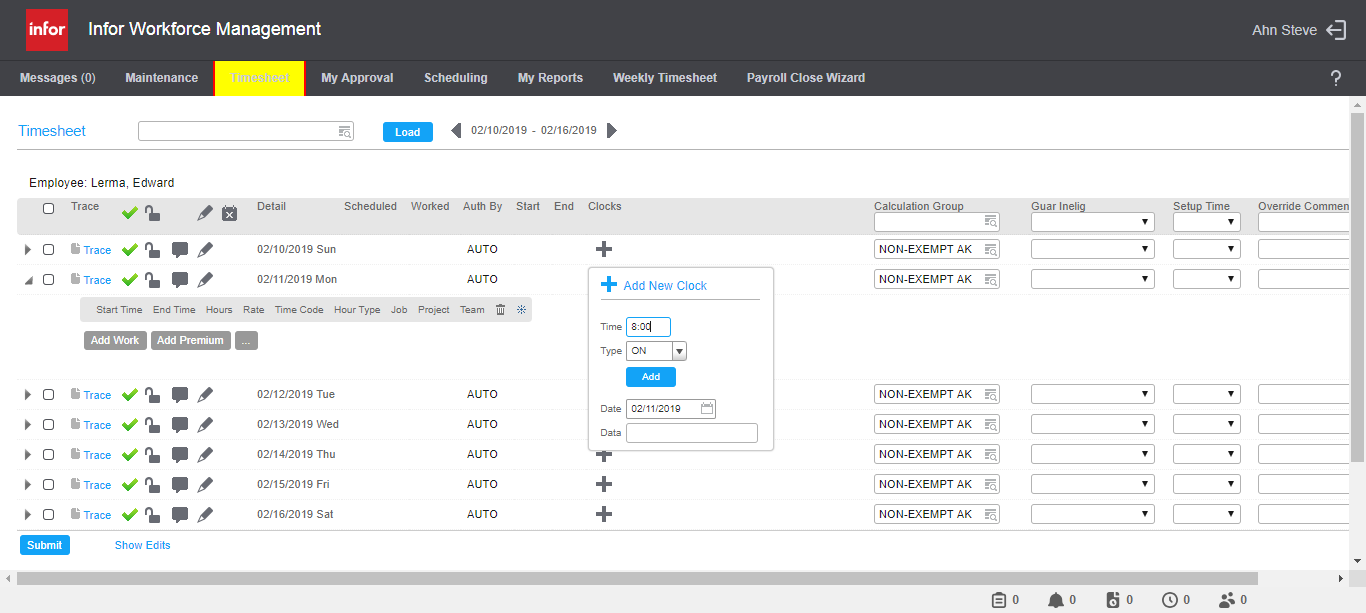 infor Infor Workforce Management Ahn Steve
Messages (0) Maintenance Timesheet My Approval Scheduling My Reports Weekly Timesheet Payroll Close Wizard ?
Timesheet Load 02/10/2019 - 02/16/2019
Employee: Lerma, Edward
Trace Detail Scheduled Worked Auth By Start End Clocks Calculation Group Guar Inelig Setup Time Override Commen
Trace 02/10/2019 Sun AUTO NON-EXEMPT AK
Trace 02/11/2019 Mon AUTO NON-EXEMPT AK
Add New Clock
Start Time End Time Hours Rate Time Code Hour Type Job Project Team
Time 8:00
Add Work Add Premium ...
Type ON
Add
Trace 02/12/2019 Tue AUTO NON-EXEMPT AK
Date 02/11/2019
Trace 02/13/2019 Wed AUTO NON-EXEMPT AK
Data
Trace 02/14/2019 Thu AUTO NON-EXEMPT AK
Trace 02/15/2019 Fri AUTO NON-EXEMPT AK
Trace 02/16/2019 Sat AUTO NON-EXEMPT AK
Submit Show Edits
0 0 0 0 0